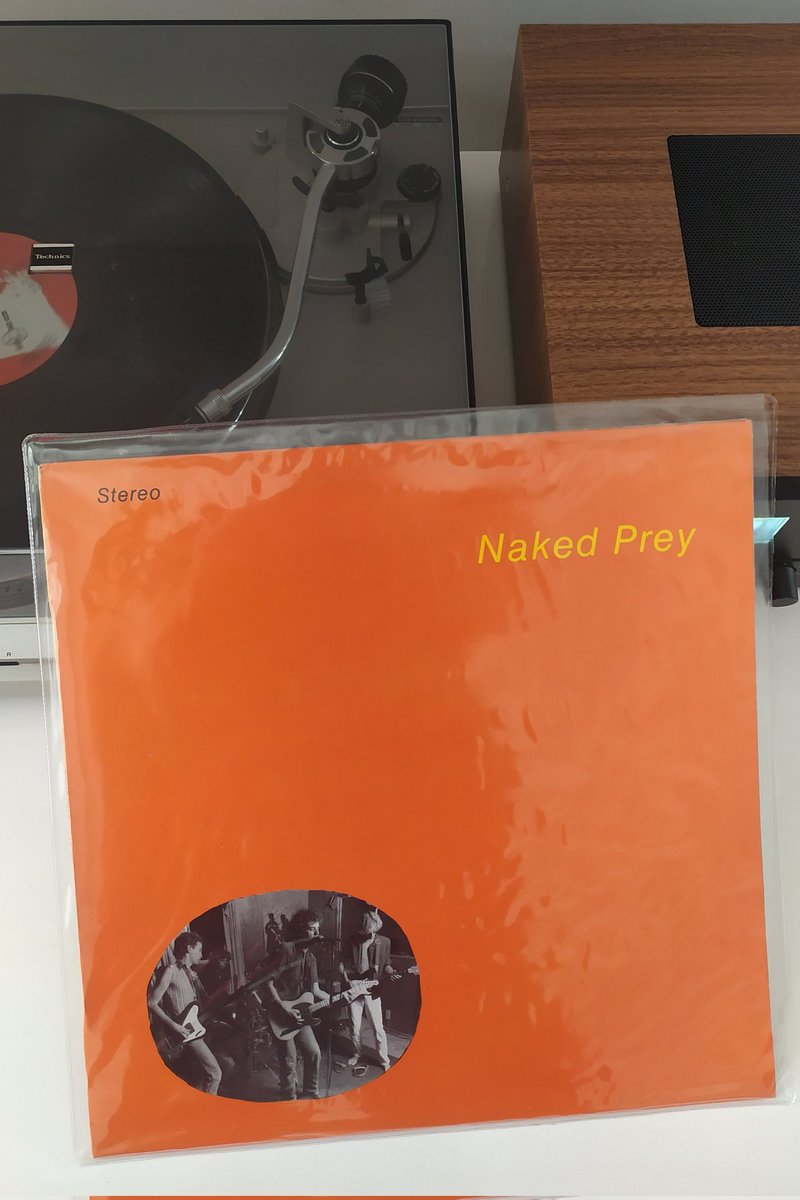 Technics
Stereo
Naked Prey
R